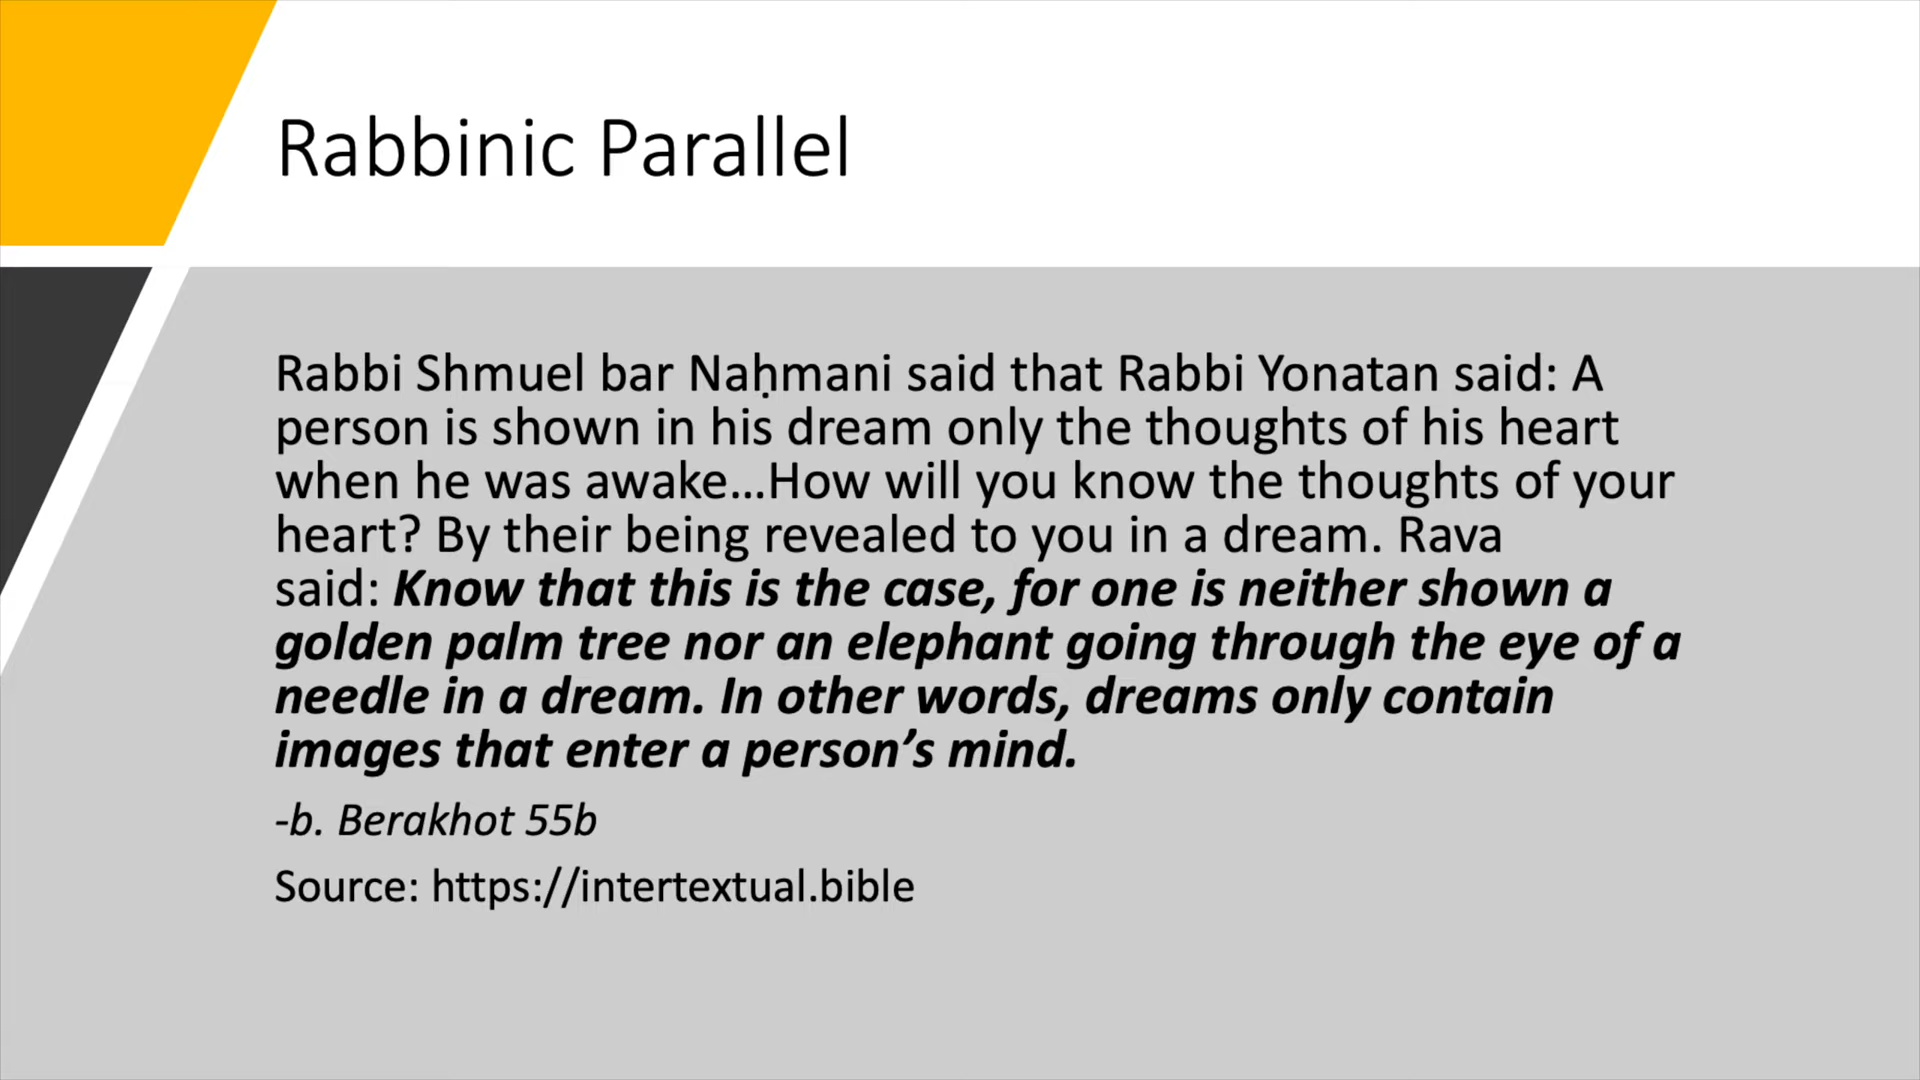 Rabbinic Parallel
Rabbi Shmuel bar Naḥmani said that Rabbi Yonatan said: A
person is shown in his dream only the thoughts of his heart
when he was awake…How will you know the thoughts of your
heart? By their being revealed to you in a dream. Rava
said: Know that this is the case, for one is neither shown a
golden palm tree nor an elephant going through the eye of a
needle in a dream. In other words, dreams only contain
images that enter a person’s mind.
-b. Berakhot 55b
Source: https://intertextual.bible